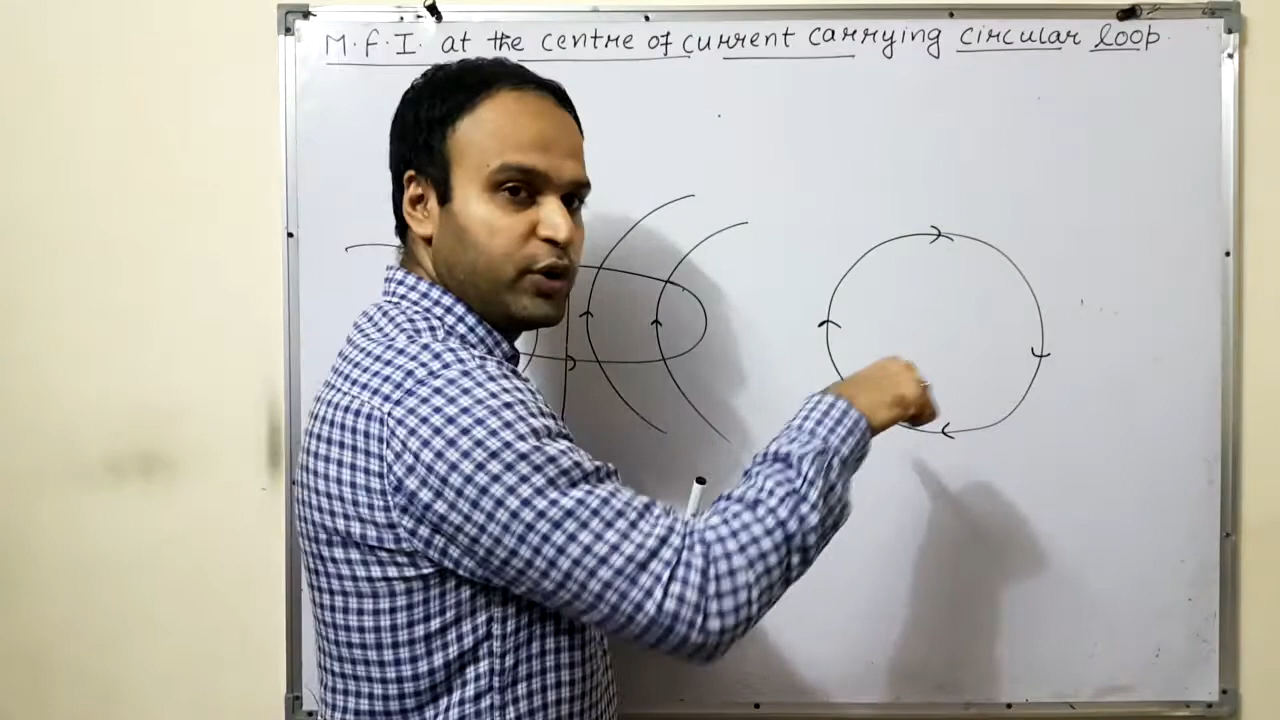 M.F.I. at the centre of current carrying circular loop.